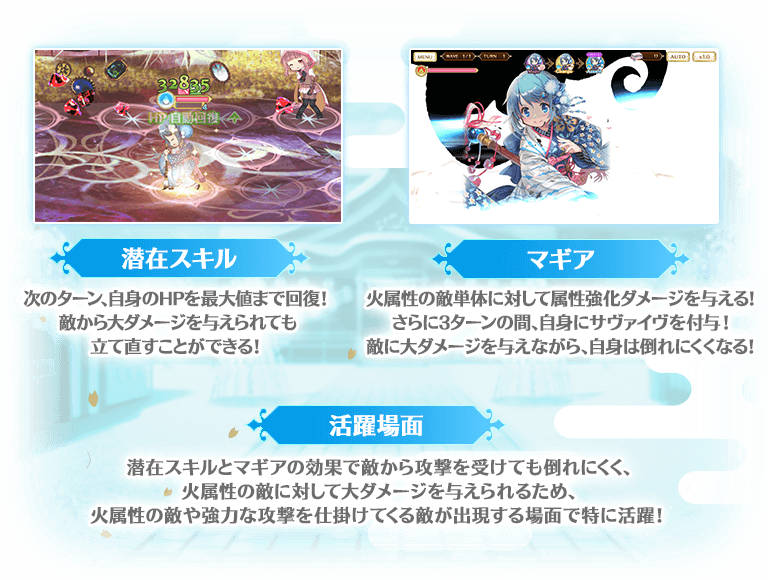 MENU
WAVE 1/1
TURN 1
AUTO
x1.0
32835
HP自動回復
潜在スキル
次のターン、自身のHPを最大値まで回復!
敵から大ダメージを与えられても
立て直すことができる!
マギア
火属性の敵単体に対して属性強化ダメージを与える!
さらに3ターンの間、自身にサヴァイヴを付与!
敵に大ダメージを与えながら、自身は倒れにくくなる!
活躍場面
潜在スキルとマギアの効果で敵から攻撃を受けても倒れにくく、
火属性の敵に対して大ダメージを与えられるため、
火属性の敵や強力な攻撃を仕掛けてくる敵が出現する場面で特に活躍!